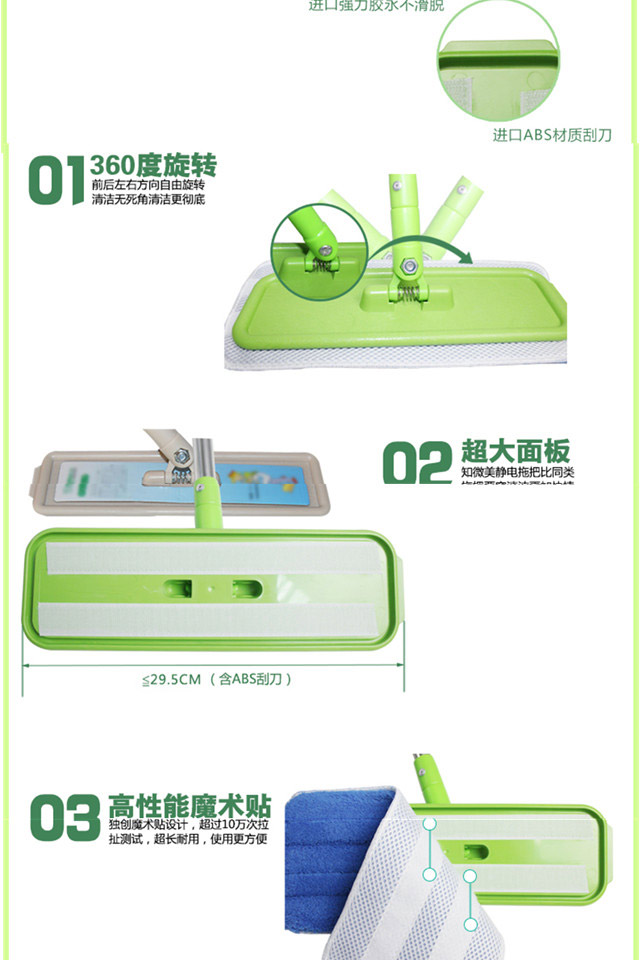 进口强力胶永不滑脱
进口ABS材质刮刀
01
360度旋转
前后左右方向自由旋转
清洁无死角清洁更彻底
02
超大面板
知微美静电拖把比同类
≤29.5CM（含ABS刮刀）
03
高性能魔术贴
独创魔术贴设计，超过10万次拉
扯测试，超长耐用，使用更方便